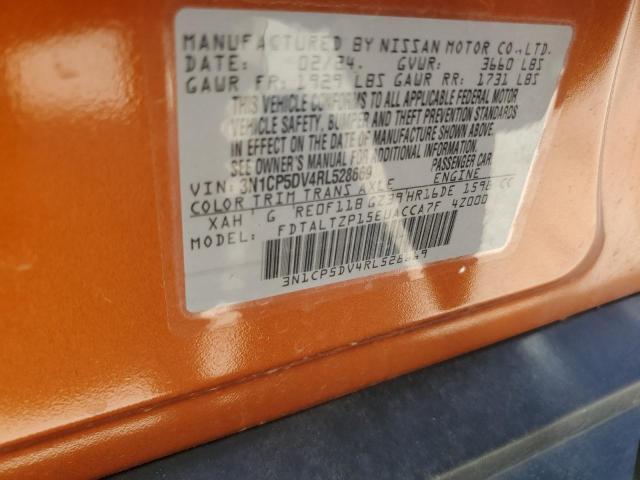 MANUFACTURED BY NISSAN MOTOR CO.,LTD.
DATE: 02/24. GVWR: 3660 LBS
GAWR FR: 1929 LBS GAWR RR: 1731 LBS
THIS VEHICLE CONFORMS TO ALL APPLICABLE FEDERAL MOTOR
VEHICLE SAFETY, BUMPER AND THEFT PREVENTION STANDARDS
IN EFFECT ON THE DATE OF MANUFACTURE SHOWN ABOVE.
SEE OWNER'S MANUAL FOR ADDITIONAL INFORMATION.
VIN: 3N1CP5DV4RL528669 PASSENGER CAR
COLOR TRIM TRANS AXLE ENGINE
XAH G RE0F11B GZ39 HR16DE 1598 CC
MODEL: FDTALTZP15EUACCA7F 4Z000
3N1CP5DV4RL528669